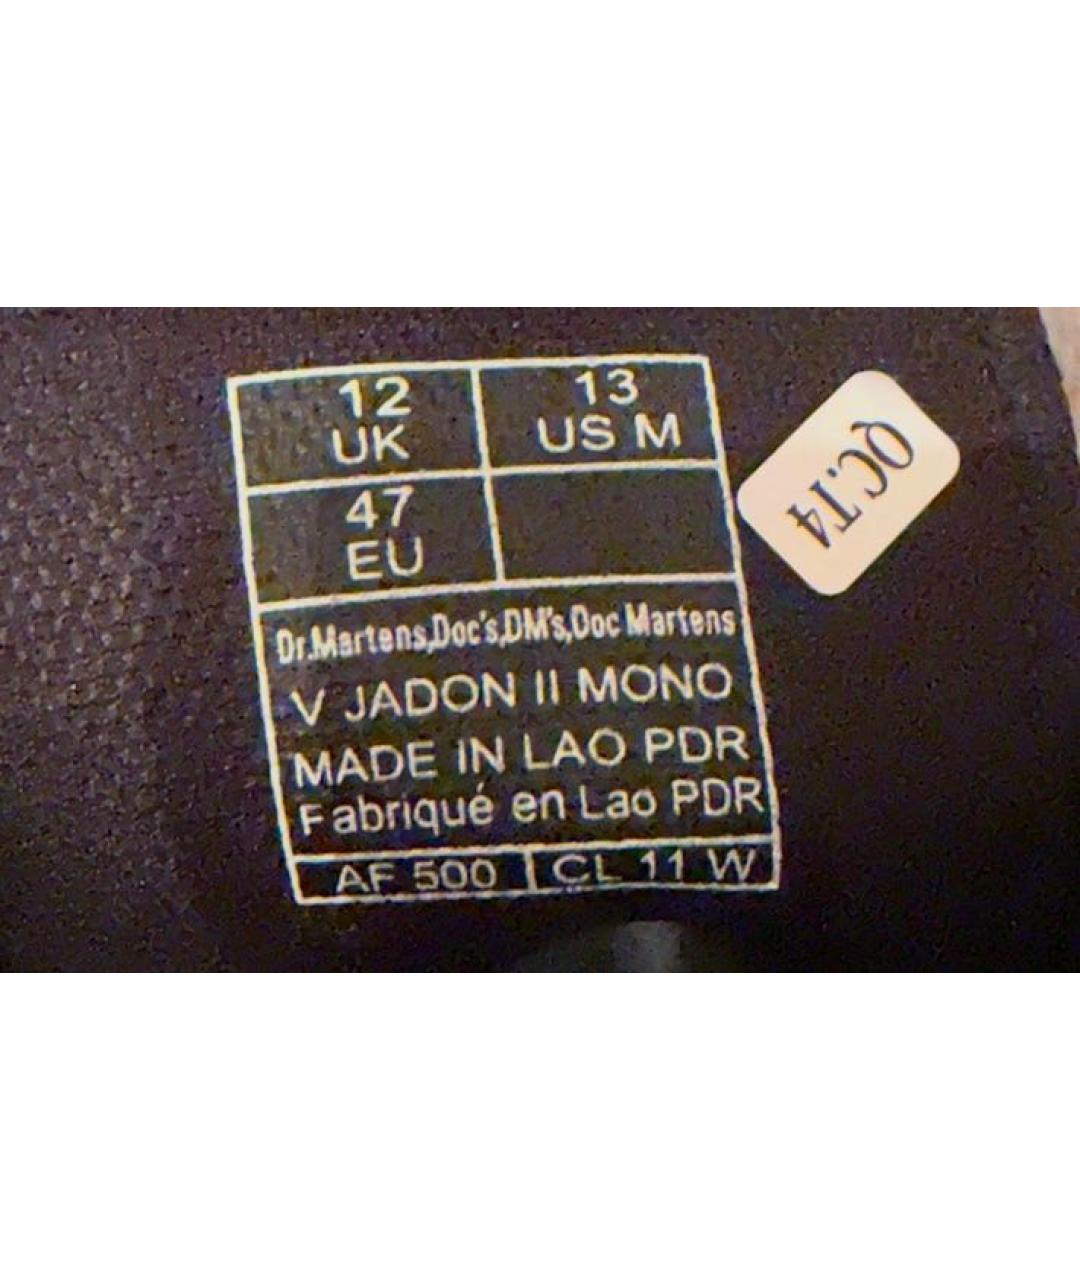 12
UK
13
US M
47
EU
Dr.Martens,Doc's,DM's,Doc Martens
V JADON II MONO
MADE IN LAO PDR
Fabriqué en Lao PDR
AF 500
CL 11 W
QC.T4